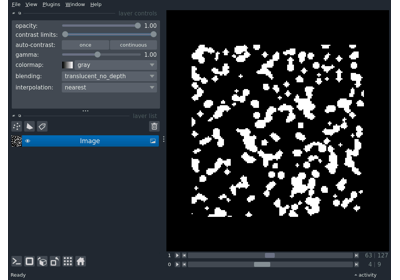 File View Plugins Window Help
layer controls
opacity: 1.00
contrast limits:
auto-contrast: once continuous
gamma: 1.00
colormap: gray
blending: translucent_no_depth
interpolation: nearest
layer list
Image
1 63 127
0 4 9
Ready activity